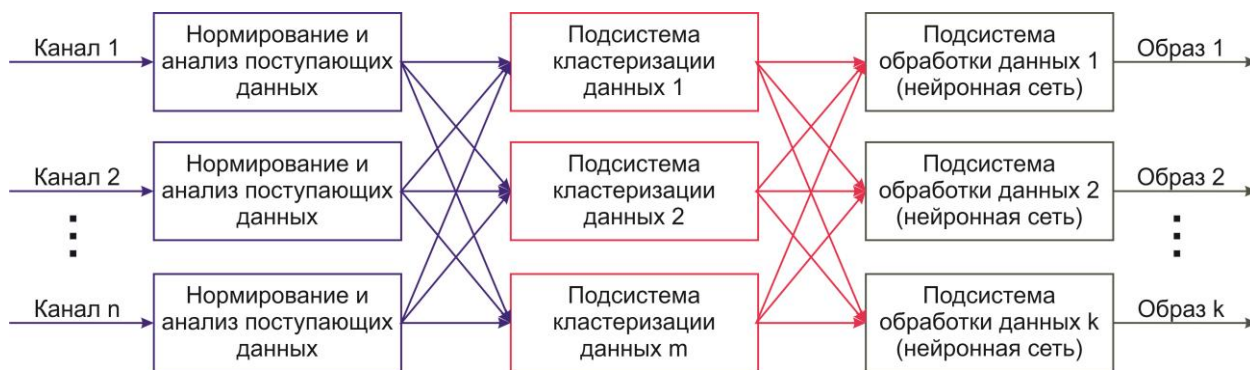 Канал 1
Нормирование и
анализ поступающих
данных
Подсистема
кластеризации
данных 1
Подсистема
обработки данных 1
(нейронная сеть)
Образ 1
Канал 2
Нормирование и
анализ поступающих
данных
Подсистема
кластеризации
данных 2
Подсистема
обработки данных 2
(нейронная сеть)
Образ 2
Канал n
Нормирование и
анализ поступающих
данных
Подсистема
кластеризации
данных m
Подсистема
обработки данных k
(нейронная сеть)
Образ k